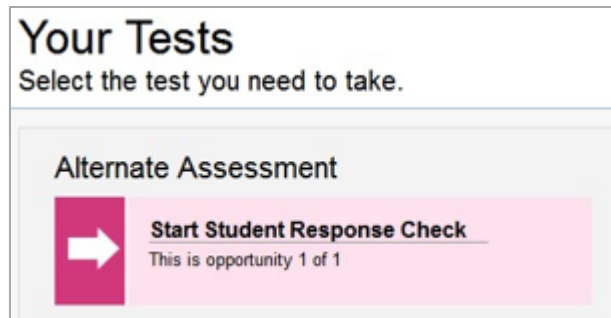 Your Tests
Select the test you need to take.
Alternate Assessment
Start Student Response Check
This is opportunity 1 of 1